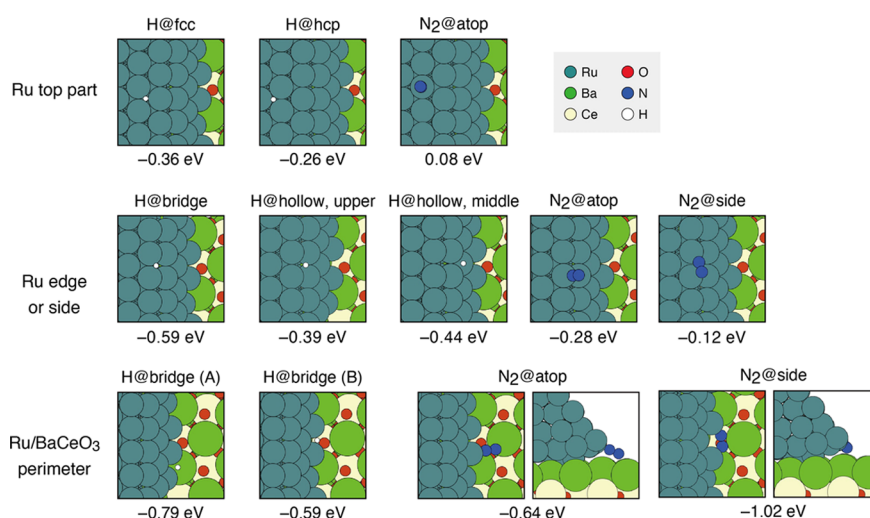 H@fcc
H@hcp
N2@atop
Ru top part
Ru
O
Ba
N
Ce
H
−0.36 eV
−0.26 eV
0.08 eV
H@bridge
H@hollow, upper
H@hollow, middle
N2@atop
N2@side
Ru edge
or side
−0.59 eV
−0.39 eV
−0.44 eV
−0.28 eV
−0.12 eV
H@bridge (A)
H@bridge (B)
N2@atop
N2@side
Ru/BaCeO3
perimeter
−0.79 eV
−0.59 eV
−0.64 eV
−1.02 eV